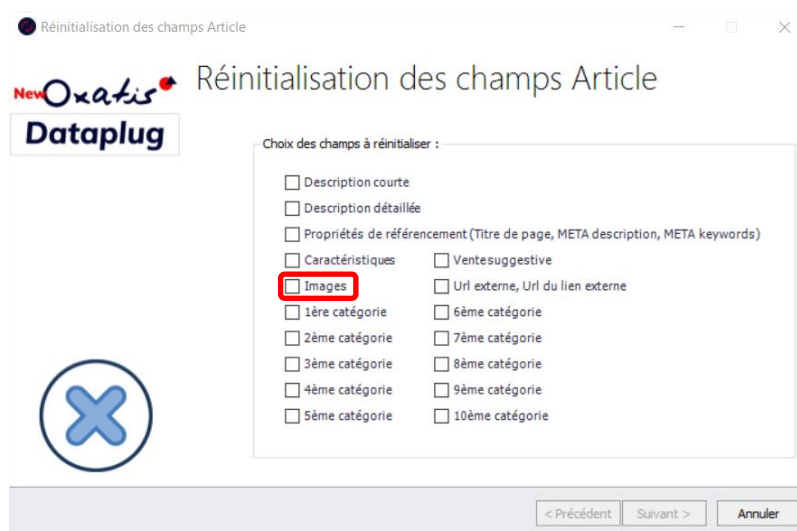 Réinitialisation des champs Article
New Oxatis
Dataplug
Réinitialisation des champs Article
Choix des champs à réinitialiser :
Description courte
Description détaillée
Propriétés de référencement (Titre de page, META description, META keywords)
Caractéristiques Vente suggestive
Images Url externe, Url du lien externe
1ère catégorie 6ème catégorie
2ème catégorie 7ème catégorie
3ème catégorie 8ème catégorie
4ème catégorie 9ème catégorie
5ème catégorie 10ème catégorie
< Précédent Suivant > Annuler